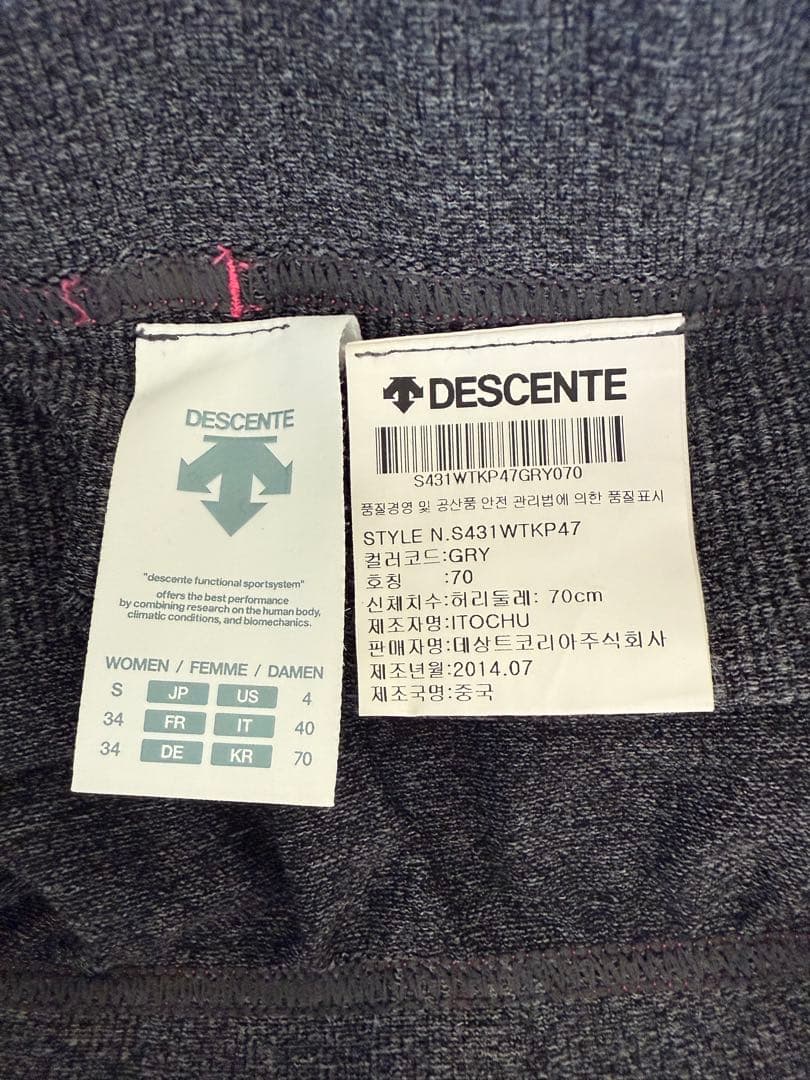 DESCENTE
"descente functional sportsystem"
offers the best performance
by combining research on the human body,
climatic conditions, and biomechanics.
WOMEN / FEMME / DAMEN
S JP US 4
34 FR IT 40
34 DE KR 70
DESCENTE
S431WTKP47GRY070
품질경영 및 공산품 안전 관리법에 의한 품질표시
STYLE N.S431WTKP47
컬러코드:GRY
호칭 :70
신체치수:허리둘레: 70cm
제조자명:ITOCHU
판매자명:데상트코리아주식회사
제조년월:2014.07
제조국명:중국